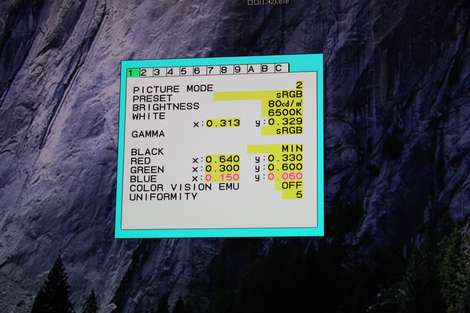 1 2 3 4 5 6 7 8 9 A B C
PICTURE MODE 2
PRESET sRGB
BRIGHTNESS 80cd/㎡
WHITE 6500K
x:0.313 y:0.329
GAMMA sRGB
BLACK MIN
RED x:0.640 y:0.330
GREEN x:0.300 y:0.600
BLUE x:0.150 y:0.060
COLOR VISION EMU OFF
UNIFORMITY 5